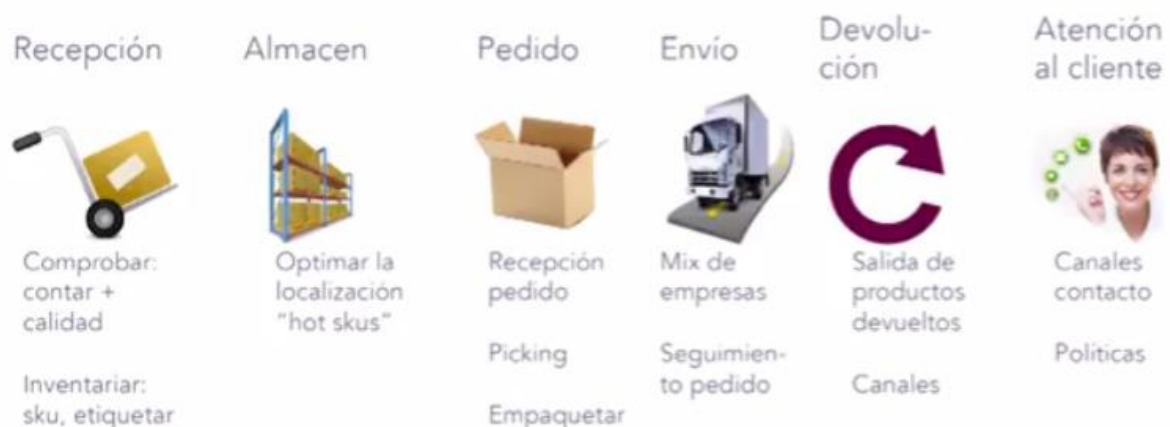 Recepción
Comprobar:
contar +
calidad
Inventariar:
sku, etiquetar
Almacen
Optimar la
localización
"hot skus"
Pedido
Recepción
pedido
Picking
Empaquetar
Envío
Mix de
empresas
Seguimien-
to pedido
Devolu-
ción
Salida de
productos
devueltos
Canales
Atención
al cliente
Canales
contacto
Políticas